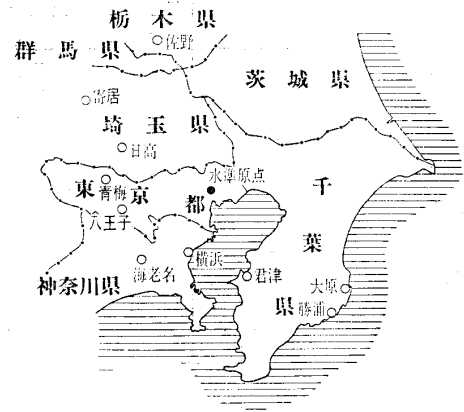 栃木県
佐野
群馬県
茨城県
寄居
埼玉県
日高
水準原点
東京都
青梅
八王子
千葉県
横浜
海老名
君津
神奈川県
大原
勝浦